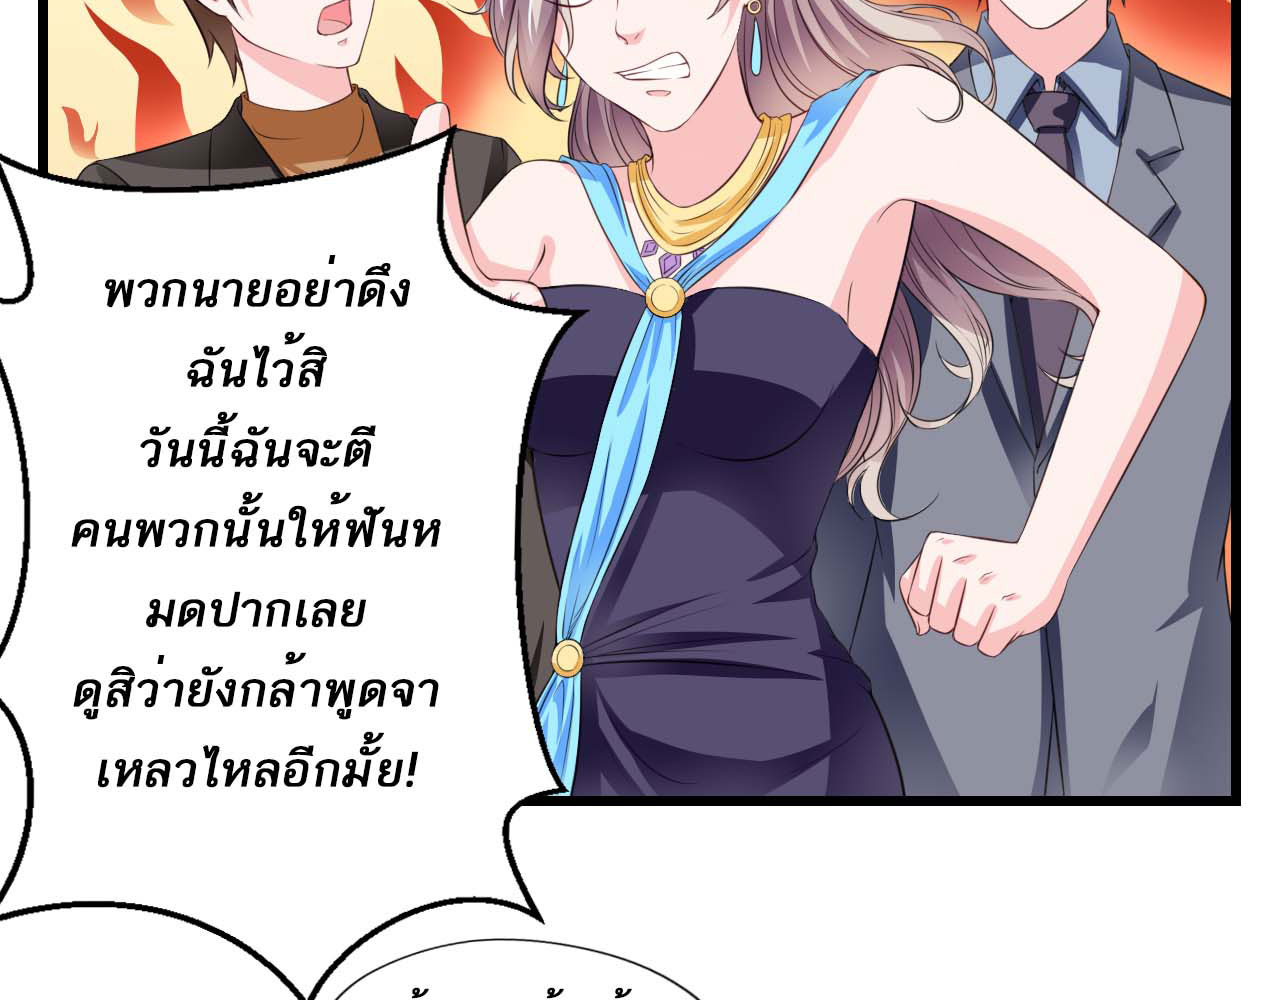 พวกนายอย่าดึง
ฉันไว้สิ
วันนี้ฉันจะตี
คนพวกนั้นให้ฟันห
มดปากเลย
ดูสิว่ายังกล้าพูดจา
เหลวไหลอีกมั้ย!